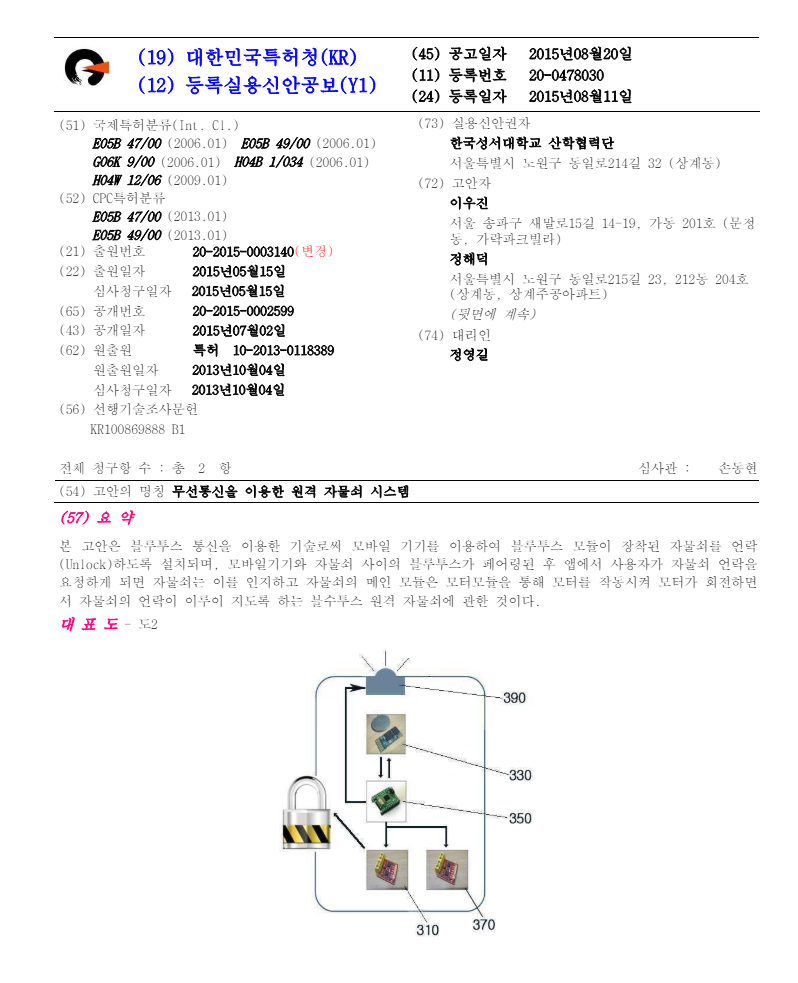 (19) 대한민국특허청(KR)
(12) 등록실용신안공보(Y1)
(45) 공고일자 2015년08월20일
(11) 등록번호 20-0478030
(24) 등록일자 2015년08월11일
(51) 국제특허분류(Int. Cl.)
E05B 47/00 (2006.01) E05B 49/00 (2006.01)
G06K 9/00 (2006.01) H04B 1/034 (2006.01)
H04W 12/06 (2009.01)
(52) CPC특허분류
E05B 47/00 (2013.01)
E05B 49/00 (2013.01)
(21) 출원번호 20-2015-0003140(변경)
(22) 출원일자 2015년05월15일
심사청구일자 2015년05월15일
(65) 공개번호 20-2015-0002599
(43) 공개일자 2015년07월02일
(62) 원출원 특허 10-2013-0118389
원출원일자 2013년10월04일
심사청구일자 2013년10월04일
(56) 선행기술조사문헌
KR100869888 B1
(73) 실용신안권자
한국성서대학교 산학협력단
서울특별시 노원구 동일로214길 32 (상계동)
(72) 고안자
이우진
서울 송파구 새말로15길 14-19, 가동 201호 (문정
동, 가락파크빌라)
정해덕
서울특별시 노원구 동일로215길 23, 212동 204호
(상계동, 상계주공아파트)
(뒷면에 계속)
(74) 대리인
정영길
전체 청구항 수 : 총 2 항 심사관 : 손동현
(54) 고안의 명칭 무선통신을 이용한 원격 자물쇠 시스템
(57) 요 약
본 고안은 블루투스 통신을 이용한 기술로써 모바일 기기를 이용하여 블루투스 모듈이 장착된 자물쇠를 언락
(Unlock)하도록 설치되며, 모바일기기와 자물쇠 사이의 블루투스가 페어링된 후 앱에서 사용자가 자물쇠 언락을
요청하게 되면 자물쇠는 이를 인지하고 자물쇠의 메인 모듈은 모터모듈을 통해 모터를 작동시켜 모터가 회전하면
서 자물쇠의 언락이 이루이 지도록 하는 블수투스 원격 자물쇠에 관한 것이다.
대 표 도 - 도2
390
330
350
310
370